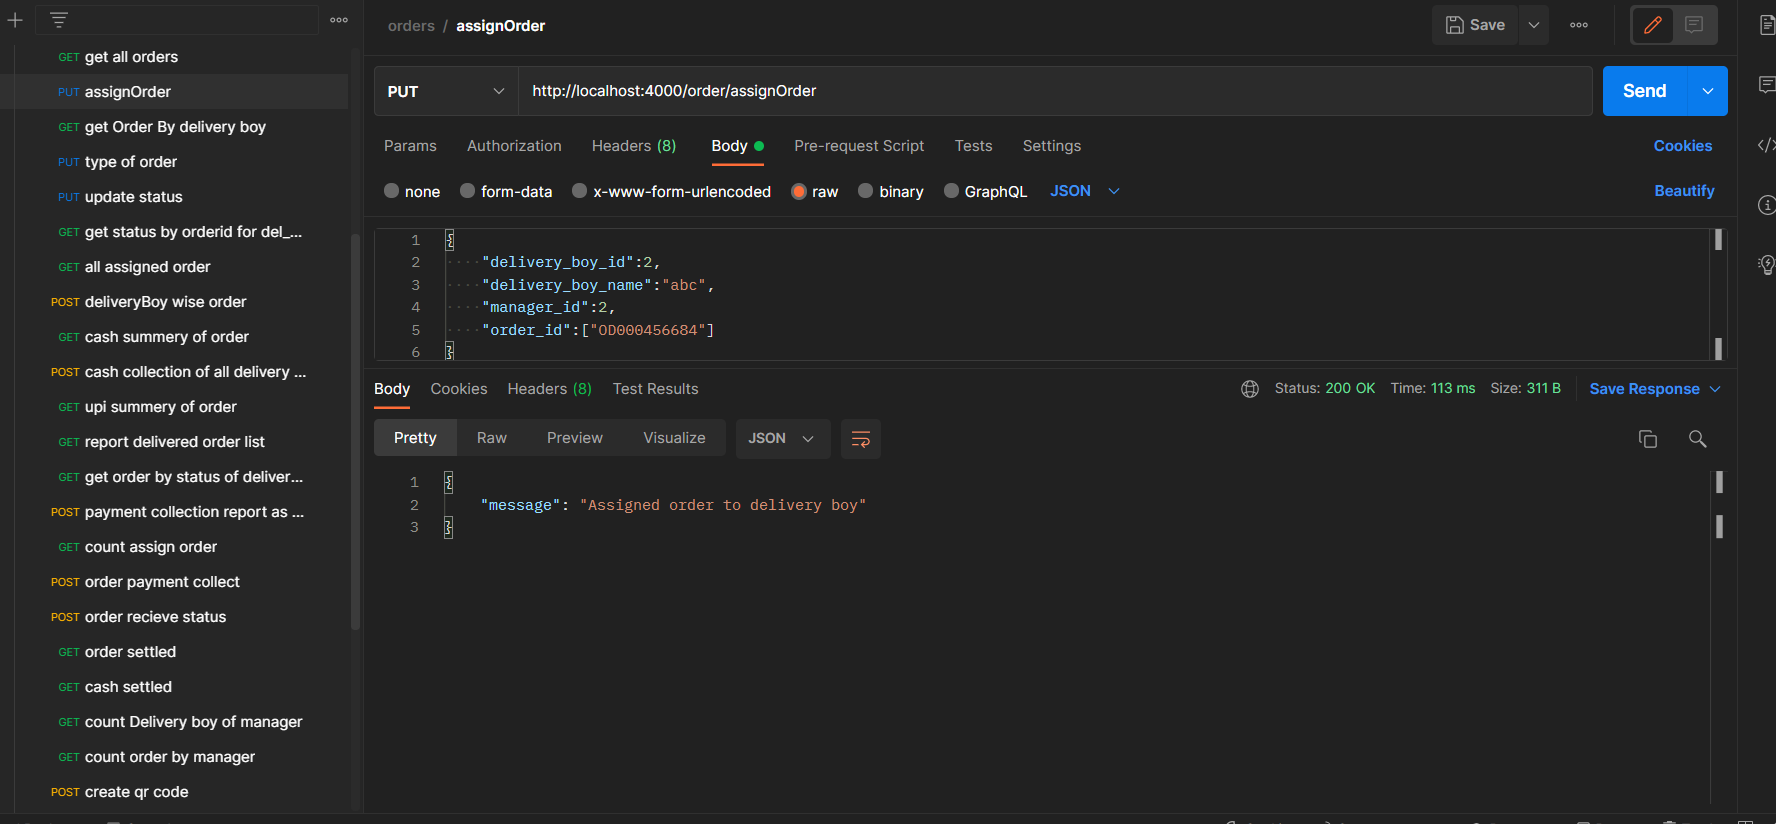 GET get all orders
PUT assignOrder
GET get Order By delivery boy
PUT type of order
PUT update status
GET get status by orderid for del_...
GET all assigned order
POST deliveryBoy wise order
GET cash summery of order
POST cash collection of all delivery ...
GET upi summery of order
GET report delivered order list
GET get order by status of deliver...
POST payment collection report as ...
GET count assign order
POST order payment collect
POST order recieve status
GET order settled
GET cash settled
GET count Delivery boy of manager
GET count order by manager
POST create qr code
orders / assignOrder
Save
PUT http://localhost:4000/order/assignOrder Send
Params Authorization Headers (8) Body Pre-request Script Tests Settings Cookies
none form-data x-www-form-urlencoded raw binary GraphQL JSON Beautify
1 {
2 "delivery_boy_id":2,
3 "delivery_boy_name":"abc",
4 "manager_id":2,
5 "order_id":["OD000456684"]
6 }
Body Cookies Headers (8) Test Results Status: 200 OK Time: 113 ms Size: 311 B Save Response
Pretty Raw Preview Visualize JSON
1 {
2 "message": "Assigned order to delivery boy"
3 }